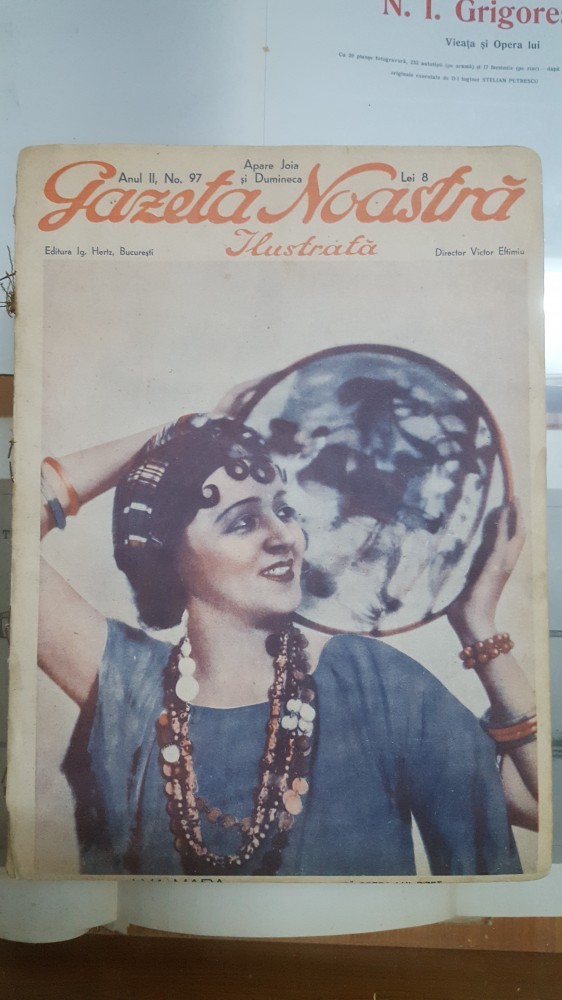 N. I. Grigores
Vieața și Opera lui
Anul II, No. 97
Apare Joia
și Dumineca
Lei 8
Gazeta Noastră
Ilustrată
Editura Ig. Hertz, București
Director Victor Eftimiu